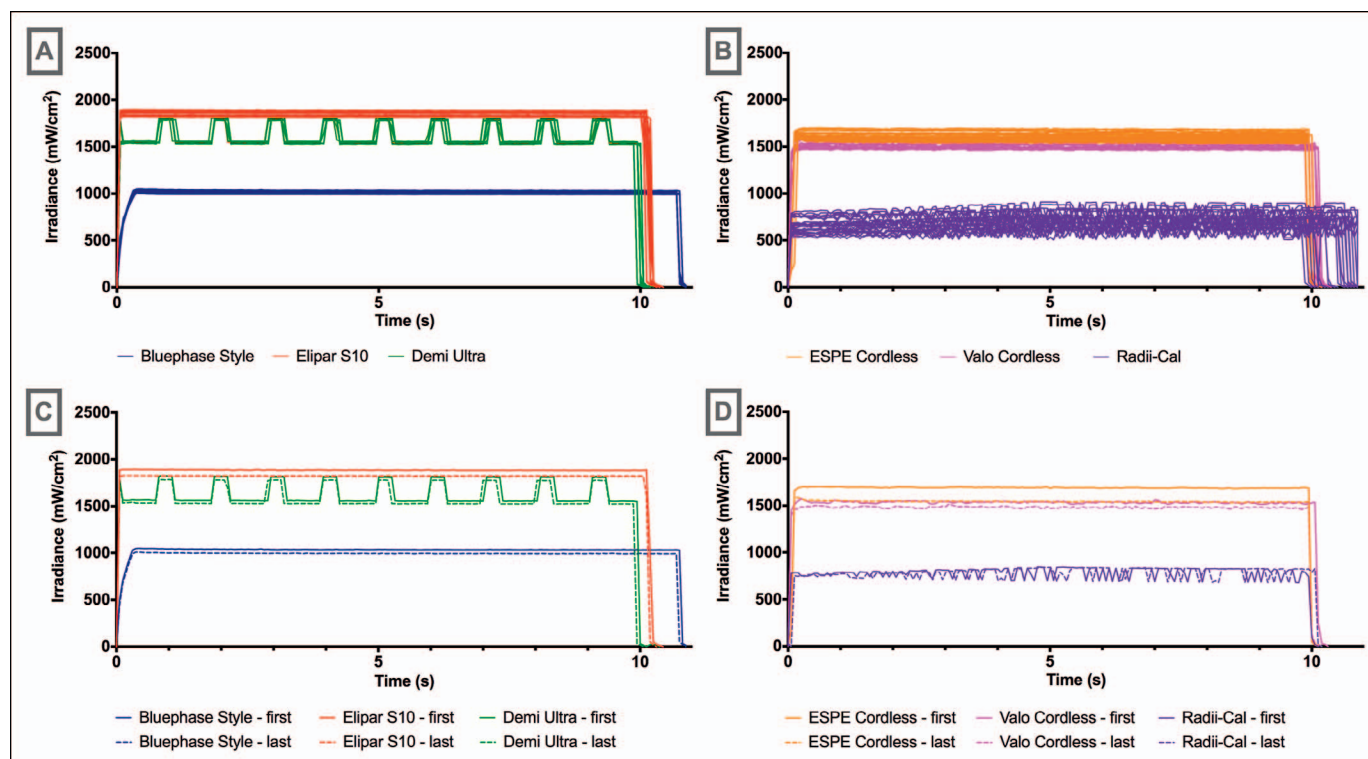 A
2500
2000
1500
1000
500
0
Irradiance (mW/cm²)
0 5 10
Time (s)
Bluephase Style Elipar S10 Demi Ultra
B
2500
2000
1500
1000
500
0
Irradiance (mW/cm²)
0 5 10
Time (s)
ESPE Cordless Valo Cordless Radii-Cal
C
2500
2000
1500
1000
500
0
Irradiance (mW/cm²)
0 5 10
Time (s)
Bluephase Style - first Elipar S10 - first Demi Ultra - first
Bluephase Style - last Elipar S10 - last Demi Ultra - last
D
2500
2000
1500
1000
500
0
Irradiance (mW/cm²)
0 5 10
Time (s)
ESPE Cordless - first Valo Cordless - first Radii-Cal - first
ESPE Cordless - last Valo Cordless - last Radii-Cal - last